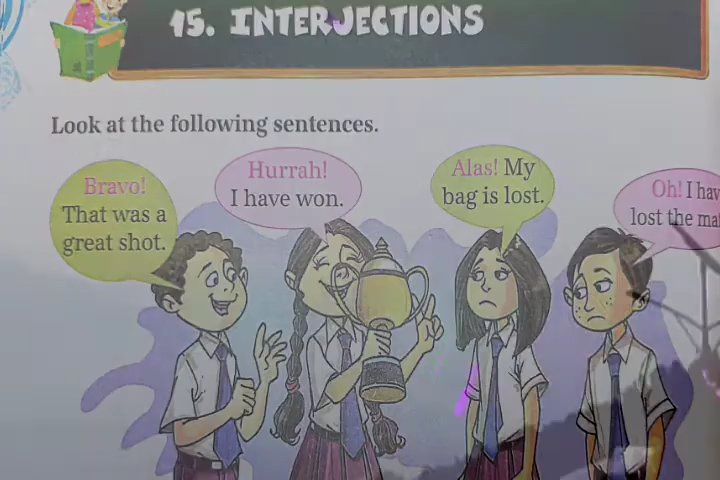 15. INTERJECTIONS
Look at the following sentences.
Bravo!
That was a
great shot.
Hurrah!
I have won.
Alas! My
bag is lost.
Oh! I hav
lost the